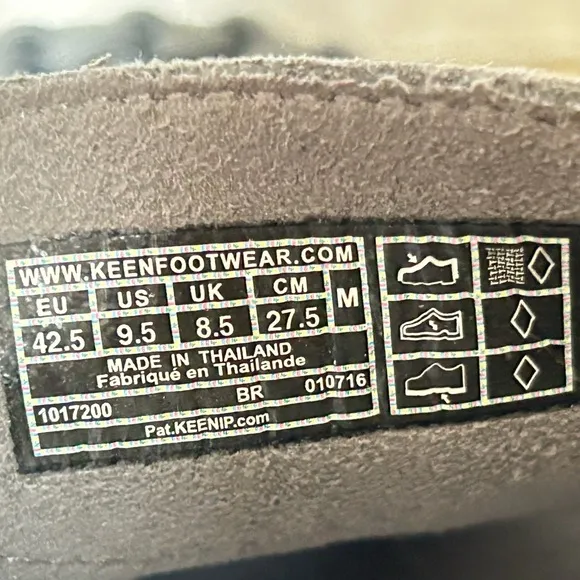 WWW.KEENFOOTWEAR.COM
EU US UK CM M
42.5 9.5 8.5 27.5
MADE IN THAILAND
Fabriqué en Thaïlande
1017200 BR 010716
Pat.KEENIP.com